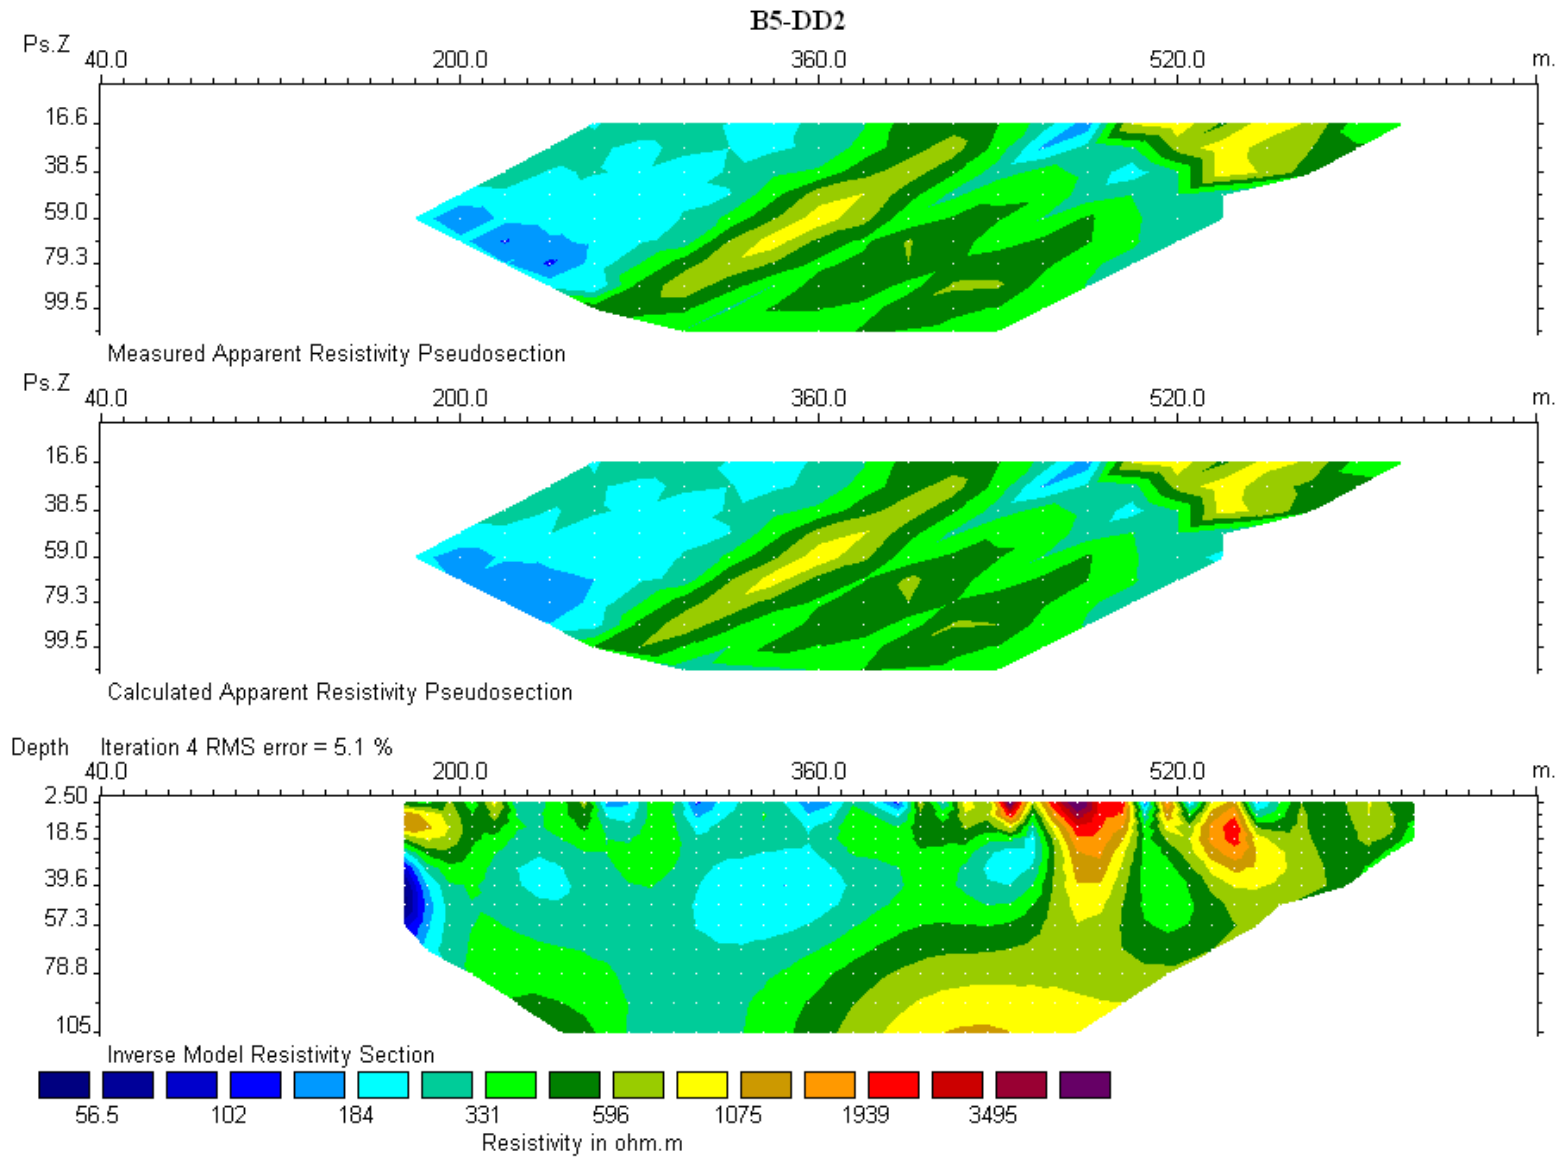 B5-DD2
Ps.Z 40.0 200.0 360.0 520.0 m.
16.6
38.5
59.0
79.3
99.5
Measured Apparent Resistivity Pseudosection
Ps.Z 40.0 200.0 360.0 520.0 m.
16.6
38.5
59.0
79.3
99.5
Calculated Apparent Resistivity Pseudosection
Depth Iteration 4 RMS error = 5.1 %
40.0 200.0 360.0 520.0 m.
2.50
18.5
39.6
57.3
78.8
105.
Inverse Model Resistivity Section
56.5 102 184 331 596 1075 1939 3495
Resistivity in ohm.m